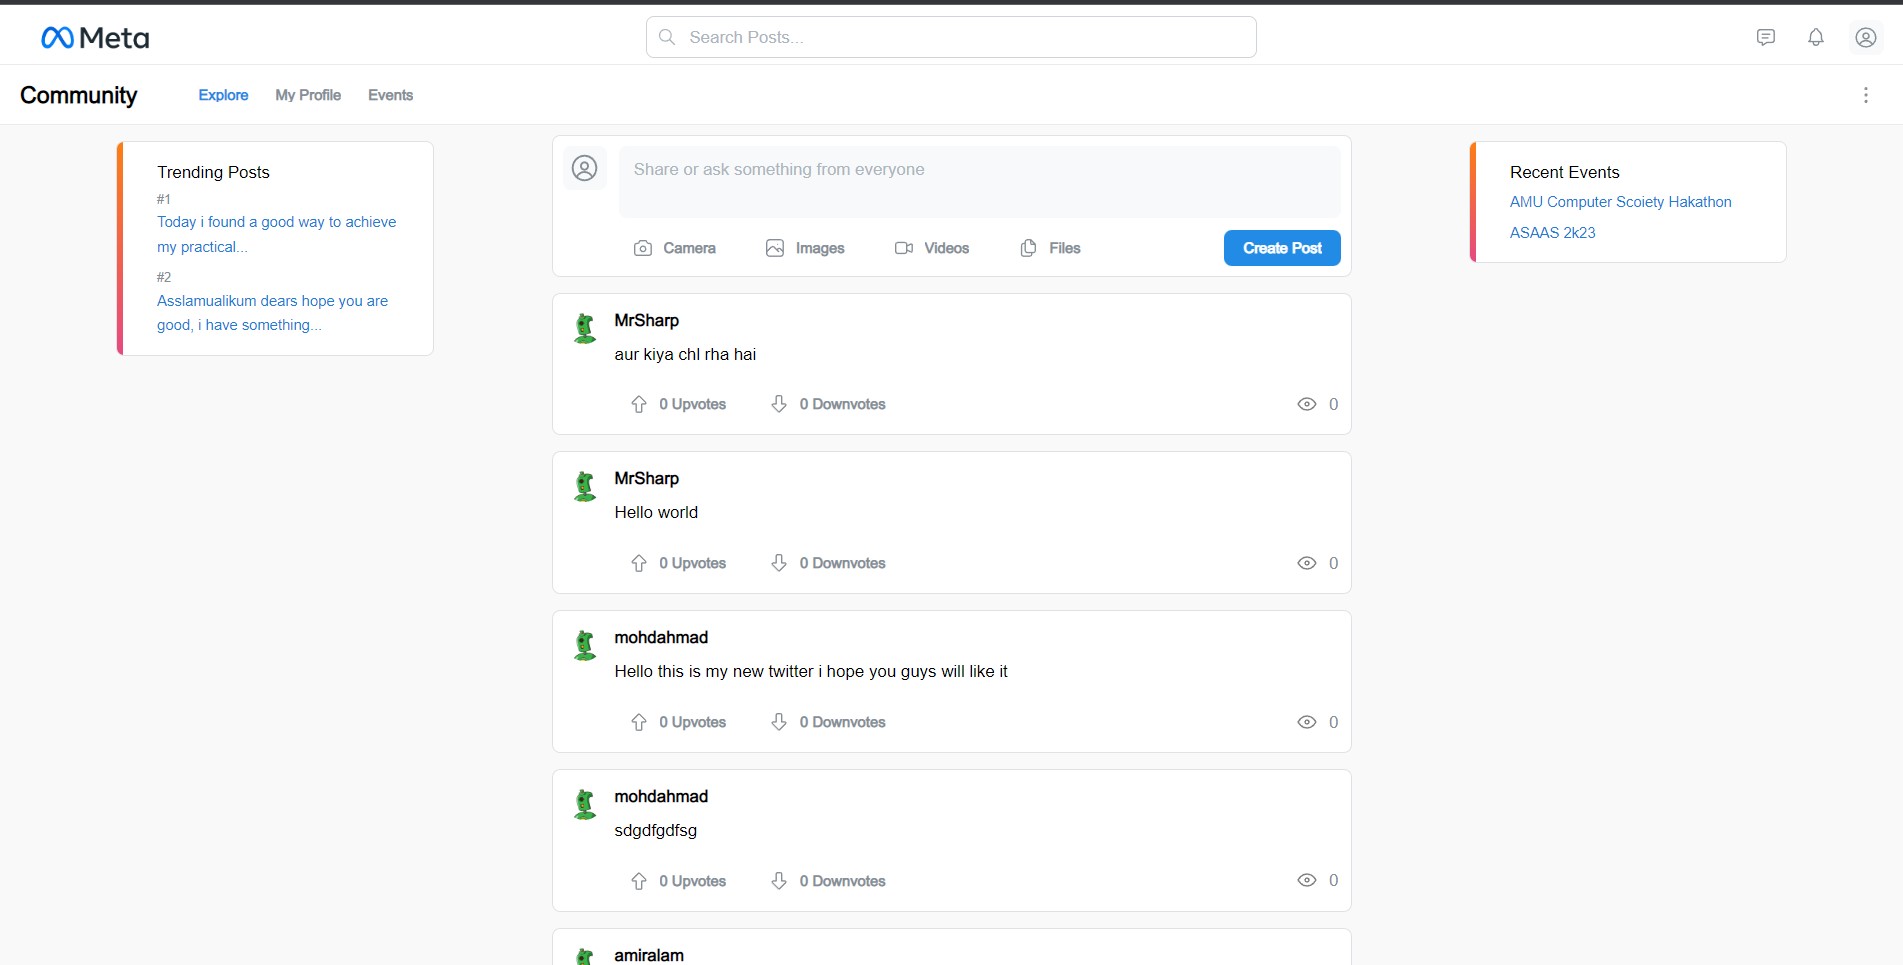 Meta
Search Posts...
Community
Explore
My Profile
Events
Trending Posts
#1
Today i found a good way to achieve
my practical...
#2
Asslamualikum dears hope you are
good, i have something...
Share or ask something from everyone
Camera
Images
Videos
Files
Create Post
MrSharp
aur kiya chl rha hai
0 Upvotes
0 Downvotes
0
MrSharp
Hello world
0 Upvotes
0 Downvotes
0
mohdahmad
Hello this is my new twitter i hope you guys will like it
0 Upvotes
0 Downvotes
0
mohdahmad
sdgdfgdfsg
0 Upvotes
0 Downvotes
0
amiralam
Recent Events
AMU Computer Scoiety Hakathon
ASAAS 2k23